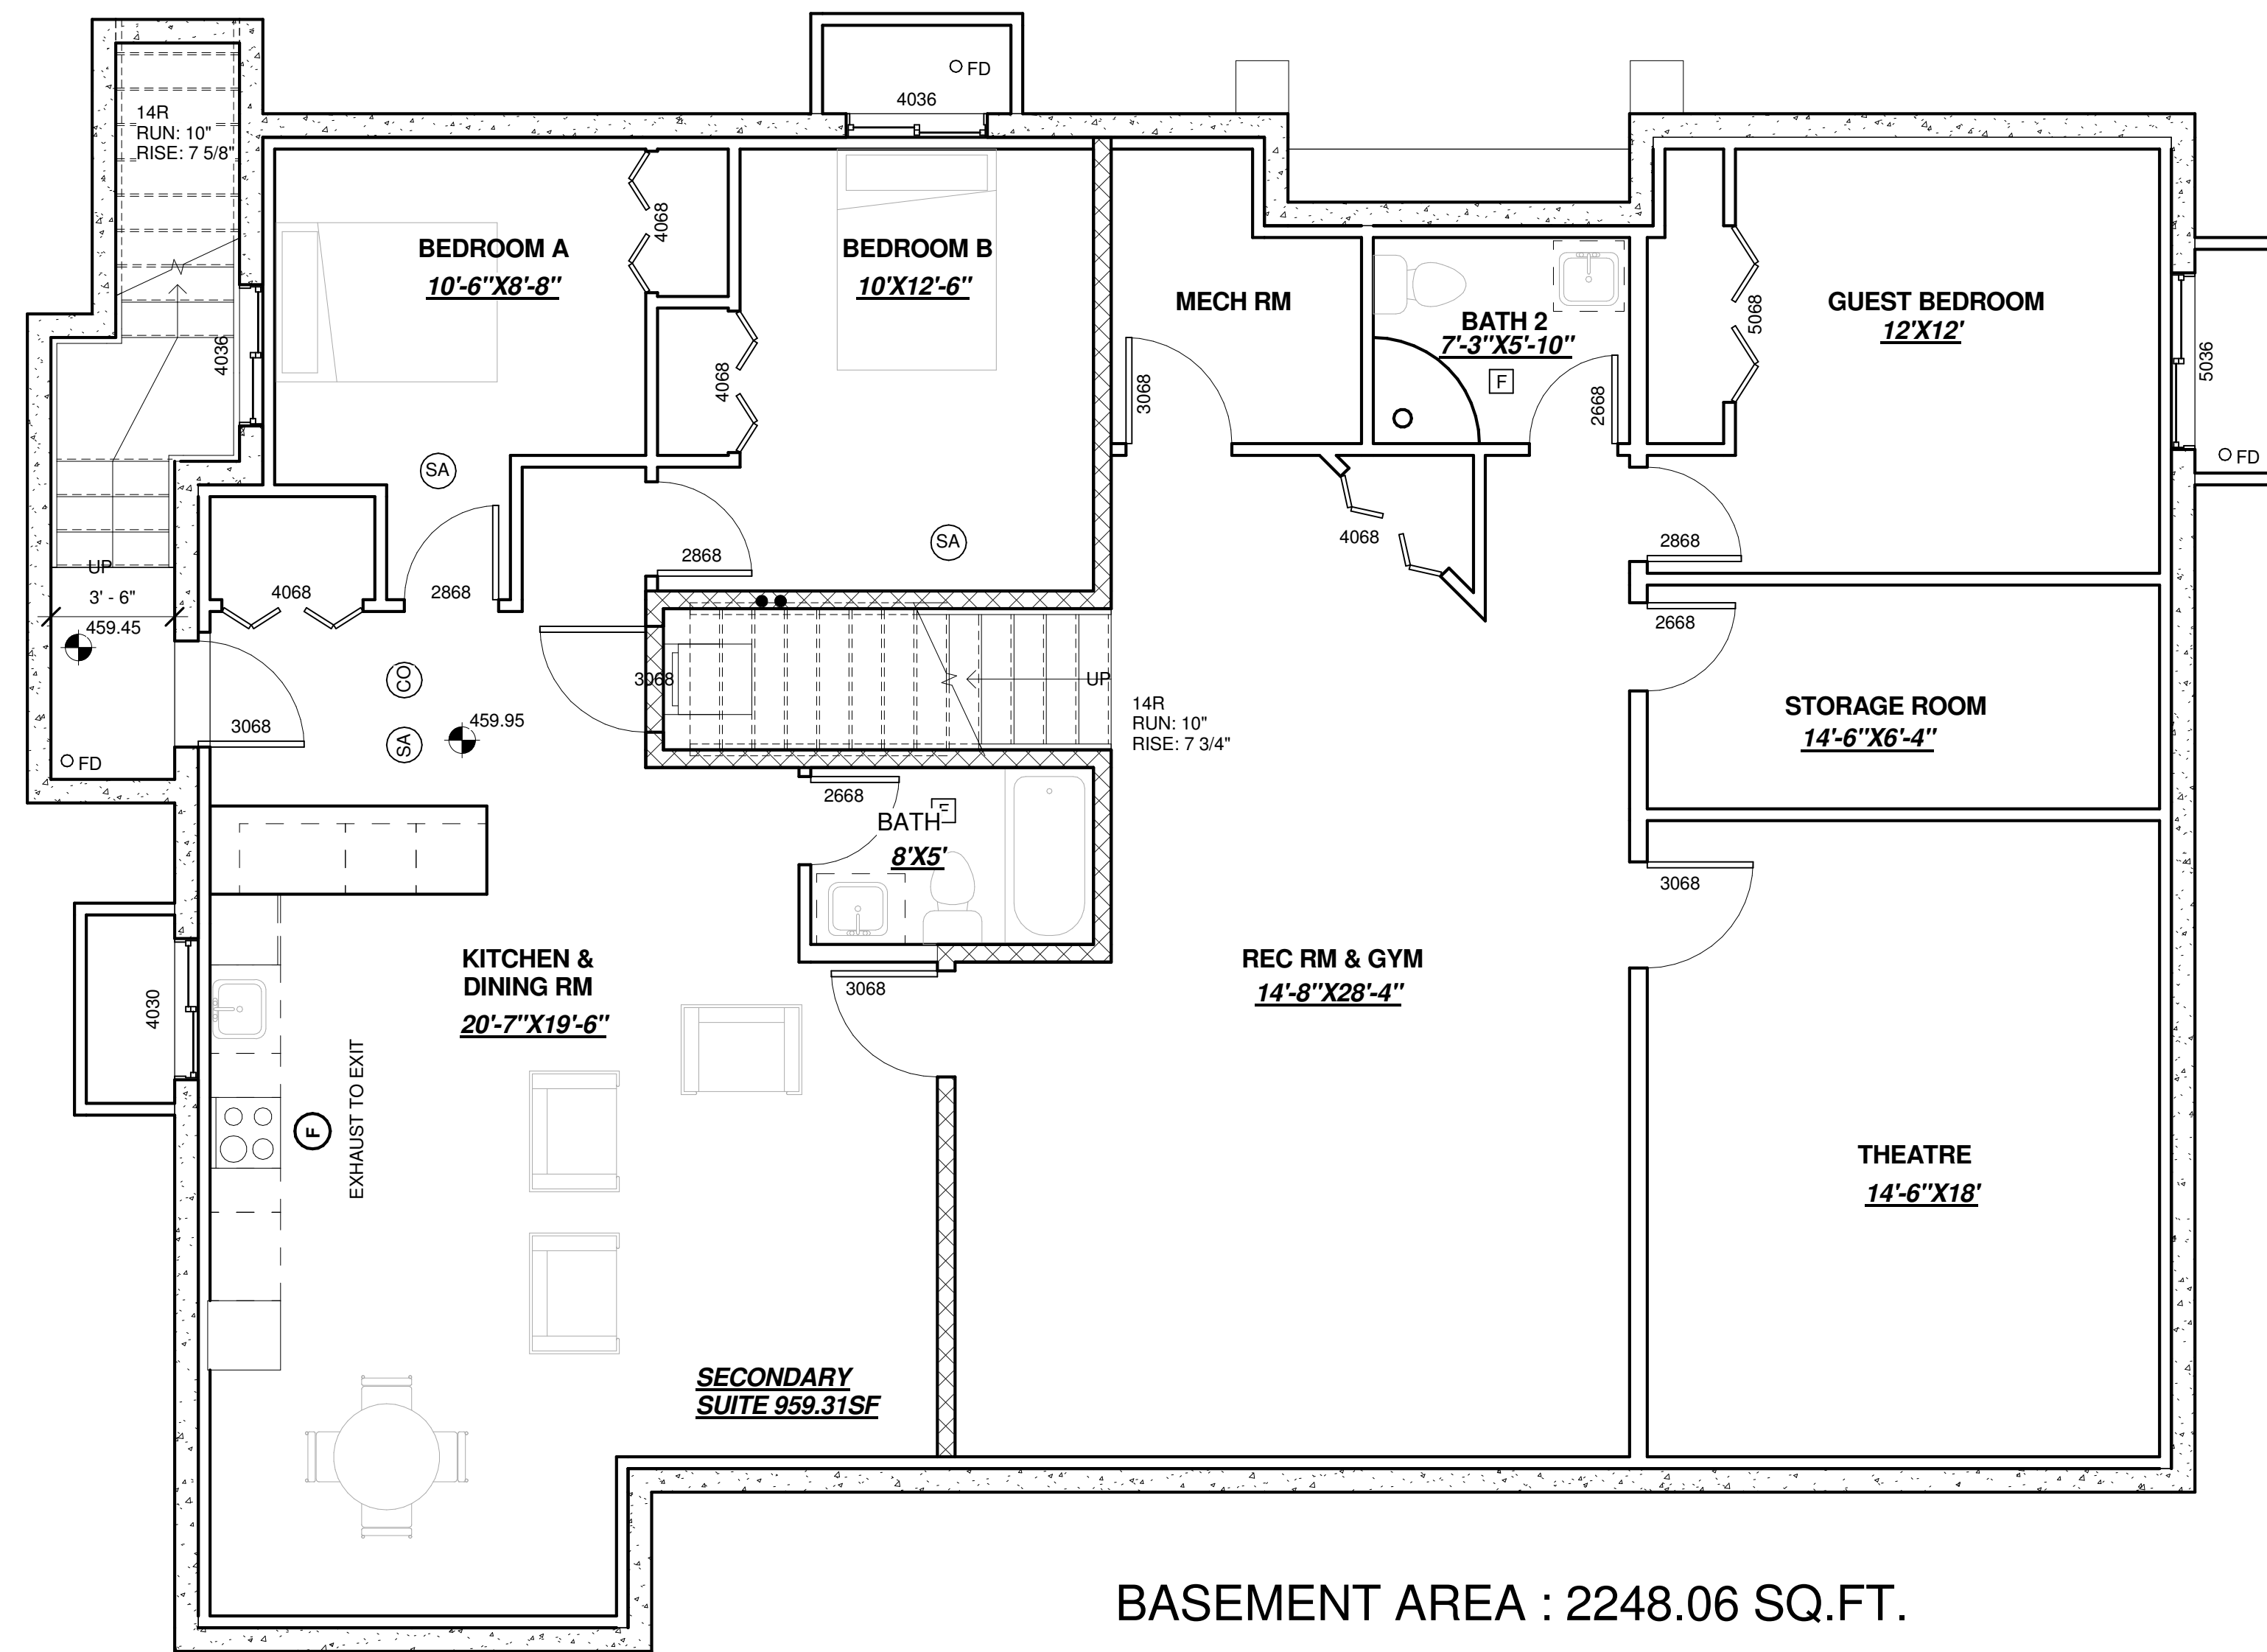 FD
4036
14R
RUN: 10"
RISE: 7 5/8"
4068
BEDROOM A
10'-6"X8'-8"
BEDROOM B
10'X12'-6"
MECH RM
BATH 2
7'-3"X5'-10"
F
5068
GUEST BEDROOM
12'X12'
4036
4068
3068
2668
5036
FD
SA
SA
4068
2868
2868
UP
3' - 6"
459.45
4068
2868
2668
CO
3068
UP
14R
RUN: 10"
RISE: 7 3/4"
STORAGE ROOM
14'-6"X6'-4"
SA
459.95
3068
FD
2668
F
BATH
8'X5'
3068
KITCHEN &
DINING RM
20'-7"X19'-6"
3068
REC RM & GYM
14'-8"X28'-4"
4030
EXHAUST TO EXIT
F
THEATRE
14'-6"X18'
SECONDARY
SUITE 959.31SF
BASEMENT AREA : 2248.06 SQ.FT.